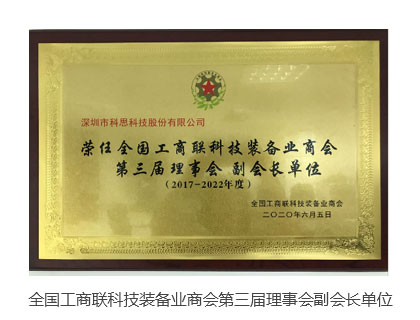 深圳市科思科技股份有限公司
荣任全国工商联科技装备业商会
第三届理事会 副会长单位
（2017-2022年度）
全国工商联科技装备业商会
二〇二〇年六月五日
全国工商联科技装备业商会第三届理事会副会长单位